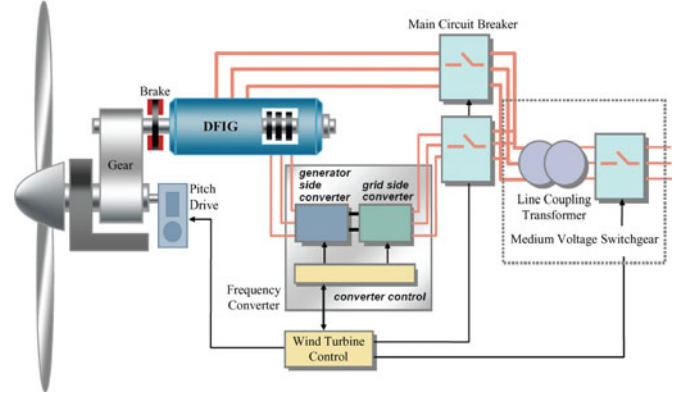 Main Circuit Breaker
Brake
DFIG
Gear
Pitch
Drive
generator
side
converter
grid side
converter
Line Coupling
Transformer
Medium Voltage Switchgear
Frequency
Converter
converter control
Wind Turbine
Control